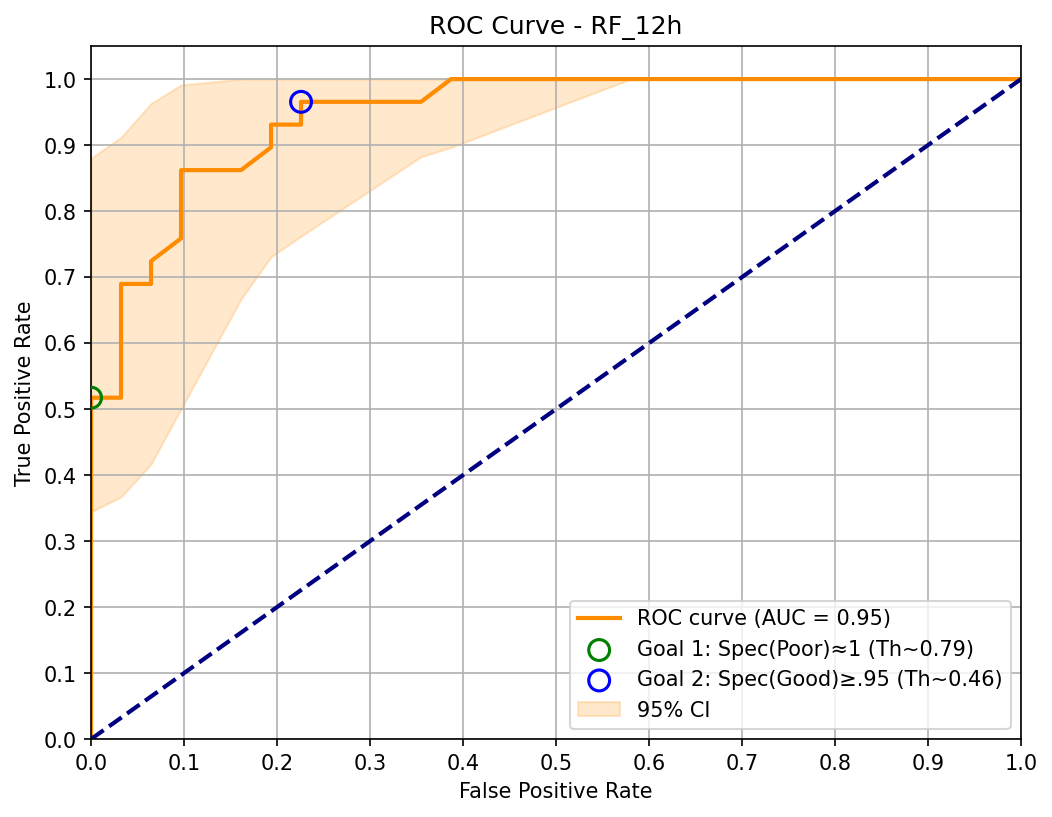 ROC Curve - RF_12h
1.0
0.9
0.8
0.7
0.6
0.5
0.4
0.3
0.2
0.1
0.0
True Positive Rate
0.0 0.1 0.2 0.3 0.4 0.5 0.6 0.7 0.8 0.9 1.0
False Positive Rate
ROC curve (AUC = 0.95)
Goal 1: Spec(Poor)≈1 (Th~0.79)
Goal 2: Spec(Good)≥.95 (Th~0.46)
95% CI